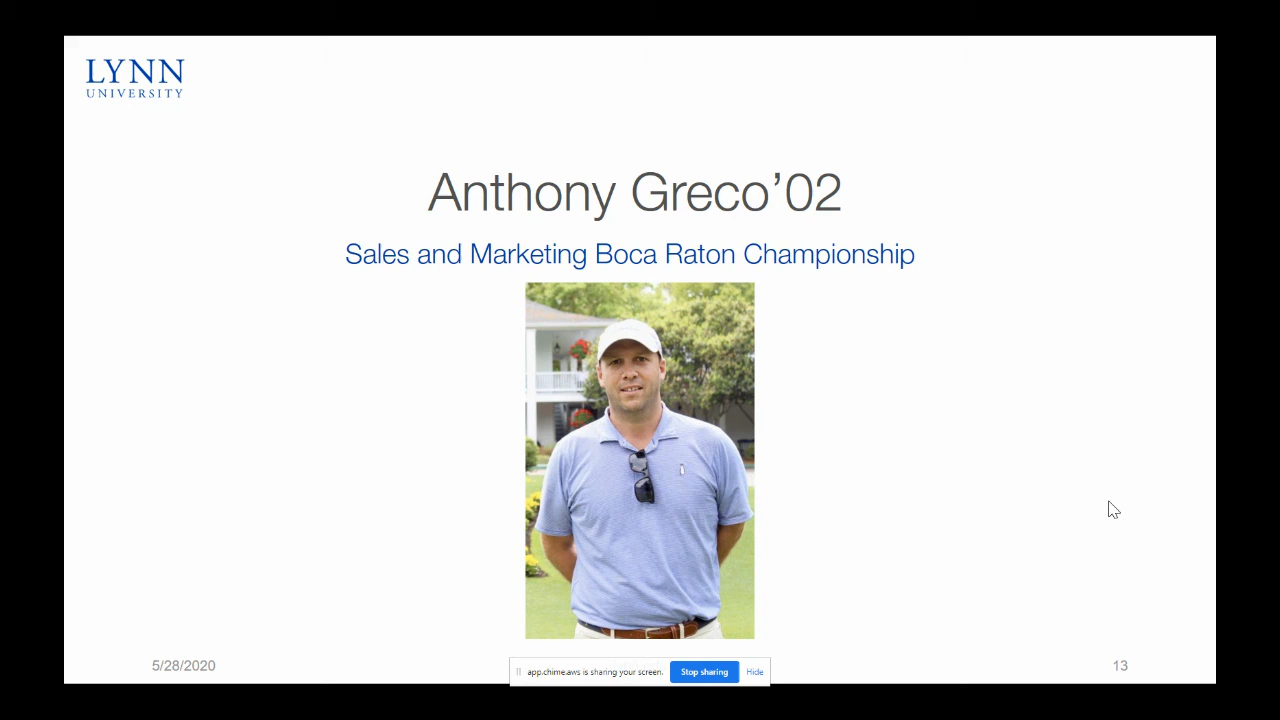 LYNN
UNIVERSITY
Anthony Greco’02
Sales and Marketing Boca Raton Championship
5/28/2020
app.chime.aws is sharing your screen. Stop sharing Hide
13